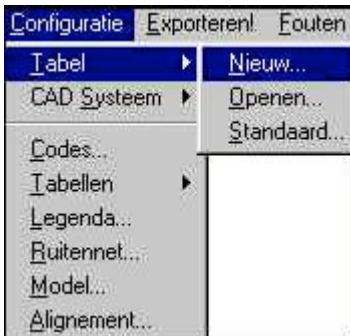 Configuratie Exporteren! Fouten
Tabel Nieuw...
CAD Systeem Openen...
Standaard...
Codes...
Tabellen
Legenda...
Ruitennet...
Model...
Alignement...